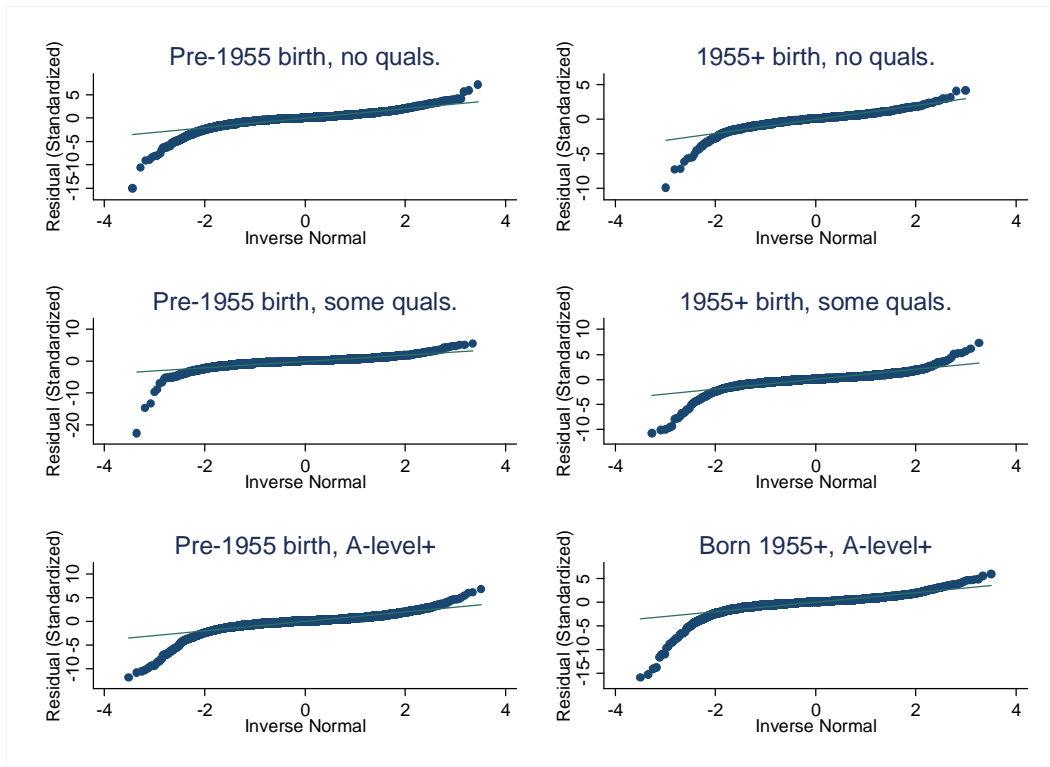 Pre-1955 birth, no quals.
Residual (Standardized)
5
0
-5
-10
-15
-4 -2 0 2 4
Inverse Normal
1955+ birth, no quals.
Residual (Standardized)
5
0
-5
-10
-4 -2 0 2 4
Inverse Normal
Pre-1955 birth, some quals.
Residual (Standardized)
10
0
-10
-20
-4 -2 0 2 4
Inverse Normal
1955+ birth, some quals.
Residual (Standardized)
10
5
0
-5
-10
-4 -2 0 2 4
Inverse Normal
Pre-1955 birth, A-level+
Residual (Standardized)
10
5
0
-5
-10
-4 -2 0 2 4
Inverse Normal
Born 1955+, A-level+
Residual (Standardized)
5
0
-5
-10
-15
-4 -2 0 2 4
Inverse Normal